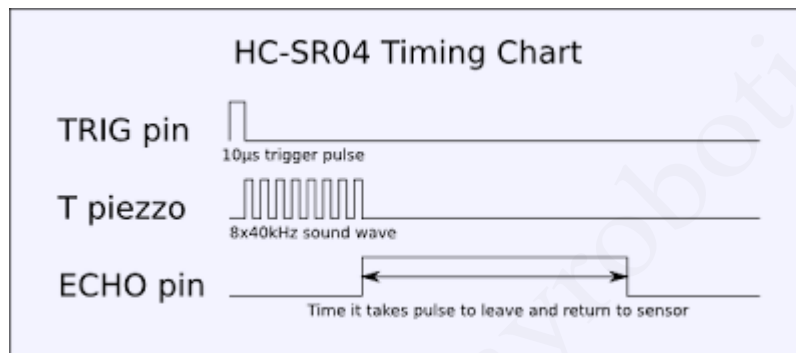 HC-SR04 Timing Chart
TRIG pin
10μs trigger pulse
T piezzo
8x40kHz sound wave
ECHO pin
Time it takes pulse to leave and return to sensor